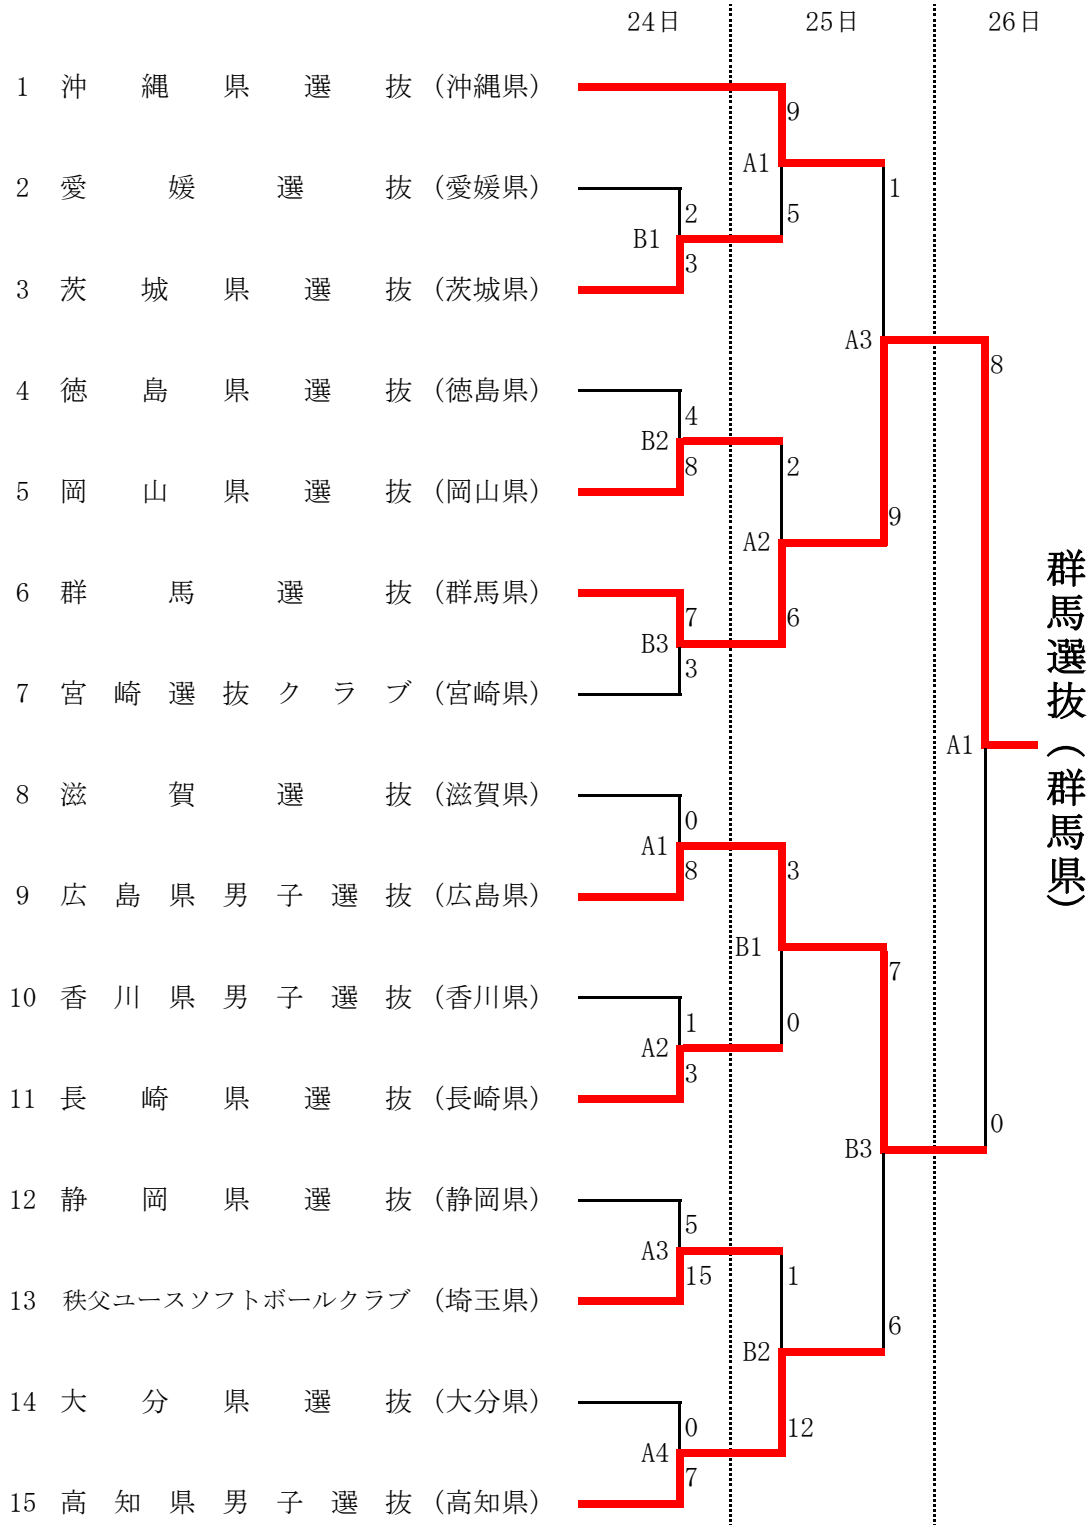 24日 25日 26日
1 沖縄県選抜 (沖縄県)
9
A1
1
2 愛媛選抜 (愛媛県)
2
5
B1
3
3 茨城県選抜 (茨城県)
A3
8
4 徳島県選抜 (徳島県)
4
B2
8
2
5 岡山県選抜 (岡山県)
9
A2
6 群馬選抜 (群馬県)
7
6
B3
3
7 宮崎選抜クラブ (宮崎県)
A1
群馬選抜(群馬県)
8 滋賀選抜 (滋賀県)
0
A1
8
3
9 広島県男子選抜 (広島県)
B1
7
10 香川県男子選抜 (香川県)
1
0
A2
3
11 長崎県選抜 (長崎県)
0
B3
12 静岡県選抜 (静岡県)
5
A3
15
1
13 秩父ユースソフトボールクラブ (埼玉県)
6
B2
14 大分県選抜 (大分県)
0
12
A4
7
15 高知県男子選抜 (高知県)